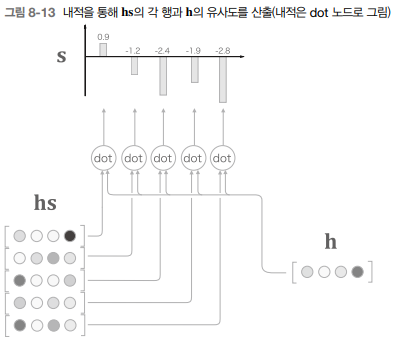 그림 8-13 내적을 통해 hs의 각 행과 h의 유사도를 산출(내적은 dot 노드로 그림)
s
0.9 -1.2 -2.4 -1.9 -2.8
dot dot dot dot dot
hs
h